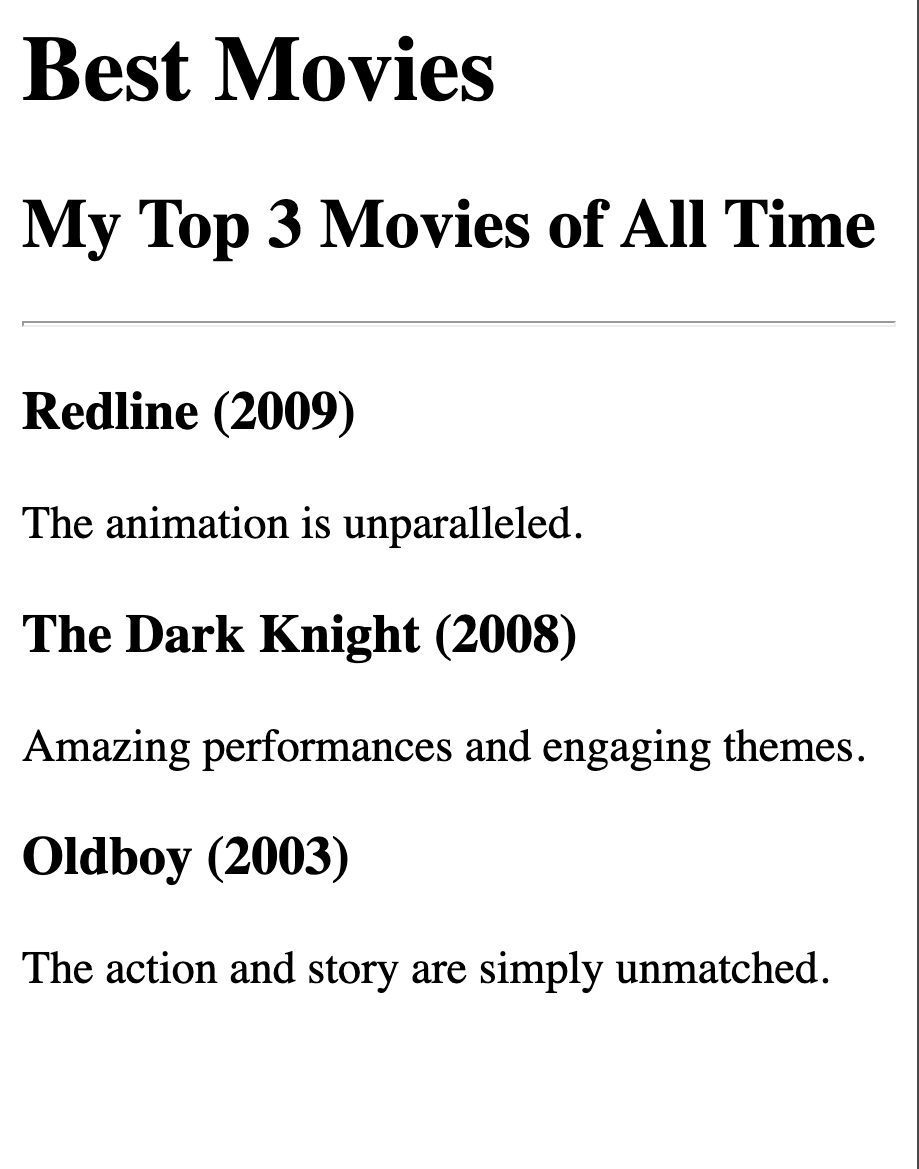 Best Movies
My Top 3 Movies of All Time
Redline (2009)
The animation is unparalleled.
The Dark Knight (2008)
Amazing performances and engaging themes.
Oldboy (2003)
The action and story are simply unmatched.